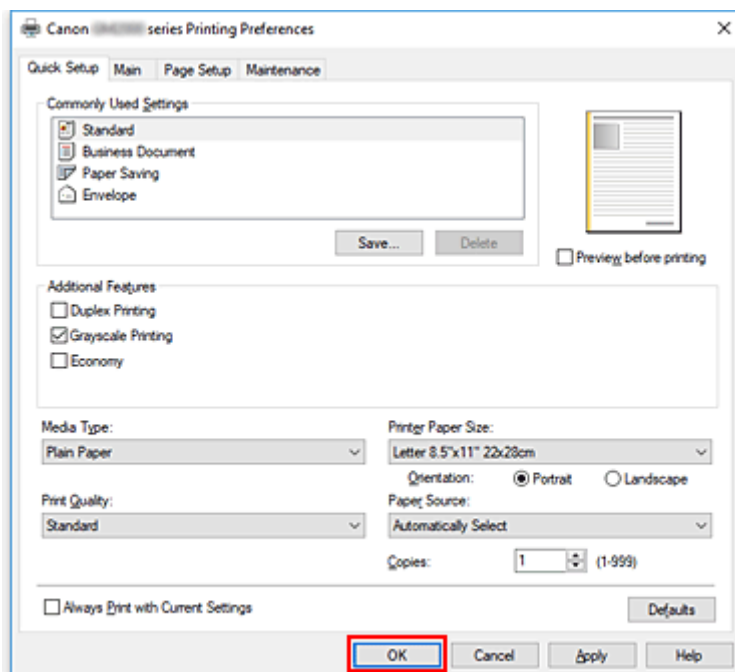 Canon series Printing Preferences
Quick Setup Main Page Setup Maintenance
Commonly Used Settings
Standard
Business Document
Paper Saving
Envelope
Save... Delete
Preview before printing
Additional Features
Duplex Printing
Grayscale Printing
Economy
Media Type: Printer Paper Size:
Plain Paper Letter 8.5"x11" 22x28cm
Orientation: Portrait Landscape
Print Quality: Paper Source:
Standard Automatically Select
Copies: 1 (1-999)
Always Print with Current Settings Defaults
OK Cancel Apply Help